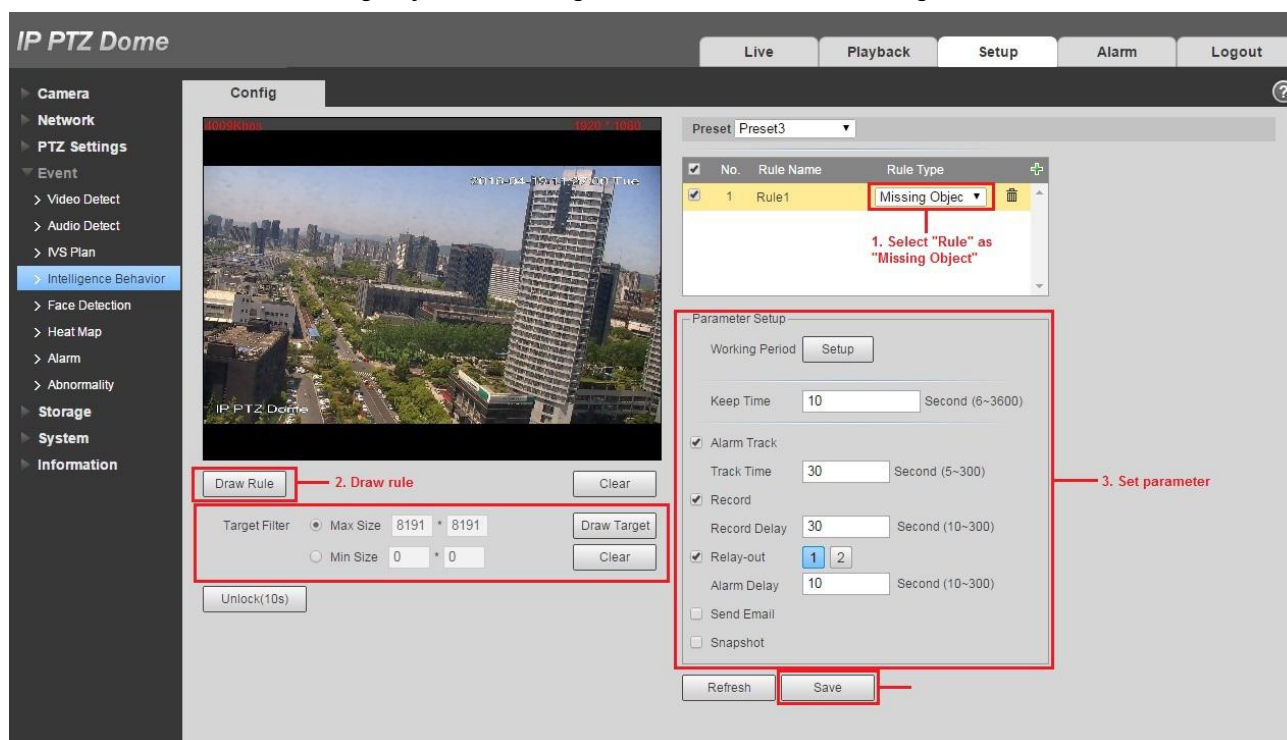 IP PTZ Dome
Live
Playback
Setup
Alarm
Logout
Camera
Network
PTZ Settings
Event
Video Detect
Audio Detect
IVS Plan
Intelligence Behavior
Face Detection
Heat Map
Alarm
Abnormality
Storage
System
Information
Config
4009Kbps 1920 * 1080
IP PTZ Dome
Draw Rule
2. Draw rule
Clear
Target Filter Max Size 8191 * 8191 Draw Target
Min Size 0 * 0 Clear
Unlock(10s)
Preset Preset3
No. Rule Name Rule Type
1 Rule1 Missing Objec
1. Select "Rule" as
"Missing Object"
Parameter Setup
Working Period Setup
Keep Time 10 Second (6~3600)
Alarm Track
Track Time 30 Second (5~300)
Record
Record Delay 30 Second (10~300)
Relay-out 1 2
Alarm Delay 10 Second (10~300)
Send Email
Snapshot
3. Set parameter
Refresh Save